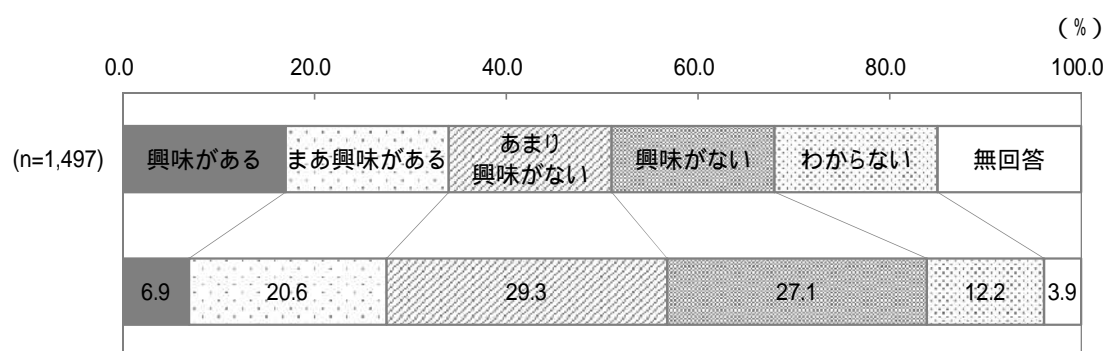 (%)
0.0 20.0 40.0 60.0 80.0 100.0
(n=1,497) 興味がある まあ興味がある あまり 興味がない わからない 無回答
興味がない
6.9 20.6 29.3 27.1 12.2 3.9